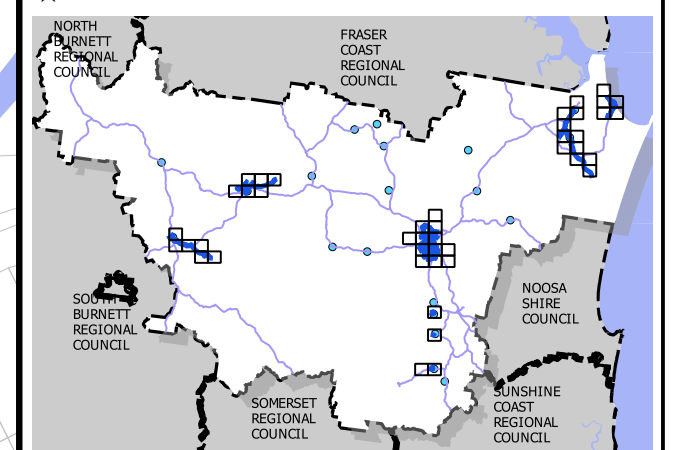 NORTH
BURNETT
REGIONAL
COUNCIL
FRASER
COAST
REGIONAL
COUNCIL
SOUTH
BURNETT
REGIONAL
COUNCIL
NOOSA
SHIRE
COUNCIL
SOMERSET
REGIONAL
COUNCIL
SUNSHINE
COAST
REGIONAL
COUNCIL